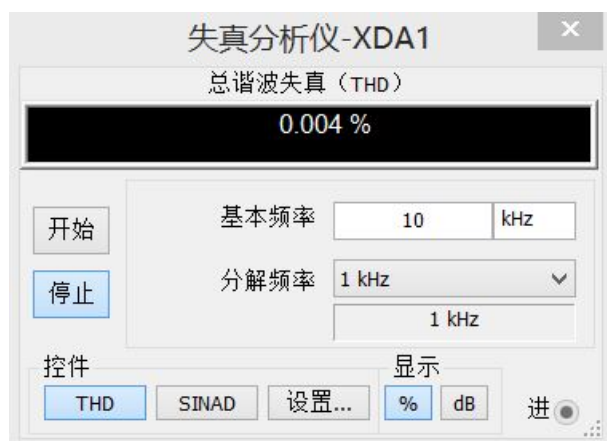 失真分析仪-XDA1
×
总谐波失真（THD）
0.004 %
开始
基本频率 10 kHz
停止
分解频率 1 kHz
1 kHz
控件
显示
THD SINAD 设置... % dB 进